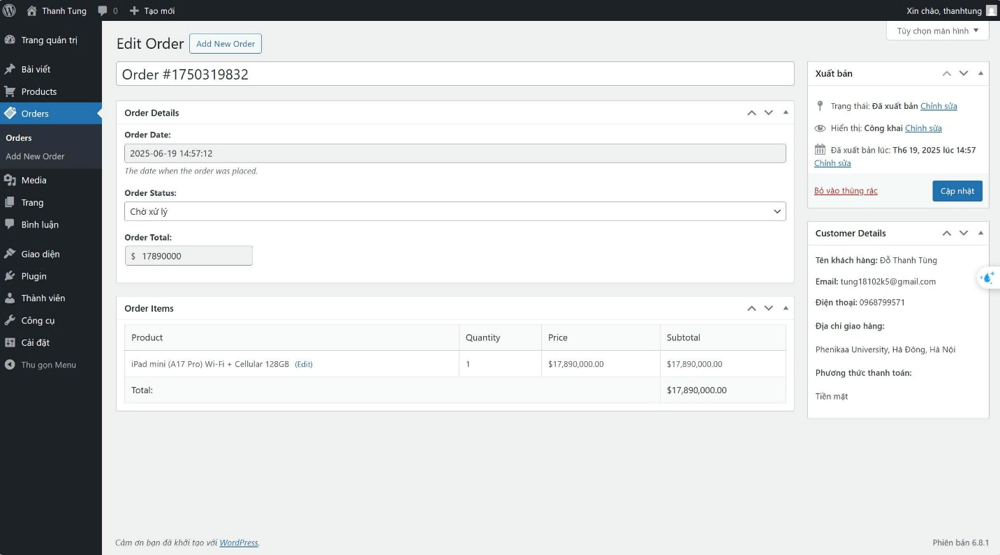 Thanh Tung
0
Tạo mới
Xin chào, thanhtung
Trang quản trị
Bài viết
Products
Orders
Orders
Add New Order
Media
Trang
Bình luận
Giao diện
Plugin
Thành viên
Công cụ
Cài đặt
Thu gọn Menu
Tùy chọn màn hình
Edit Order
Add New Order
Order #1750319832
Order Details
Order Date:
2025-06-19 14:57:12
The date when the order was placed.
Order Status:
Chờ xử lý
Order Total:
$ 17890000
Order Items
Product Quantity Price Subtotal
iPad mini (A17 Pro) Wi-Fi + Cellular 128GB (Edit) 1 $17,890,000.00 $17,890,000.00
Total: $17,890,000.00
Xuất bản
Trạng thái: Đã xuất bản Chỉnh sửa
Hiển thị: Công khai Chỉnh sửa
Đã xuất bản lúc: Th6 19, 2025 lúc 14:57
Chỉnh sửa
Bỏ vào thùng rác
Cập nhật
Customer Details
Tên khách hàng: Đỗ Thanh Tùng
Email: tung18102k5@gmail.com
Điện thoại: 0968799571
Địa chỉ giao hàng:
Phenikaa University, Hà Đông, Hà Nội
Phương thức thanh toán:
Tiền mặt
Cảm ơn bạn đã khởi tạo với WordPress.
Phiên bản 6.8.1